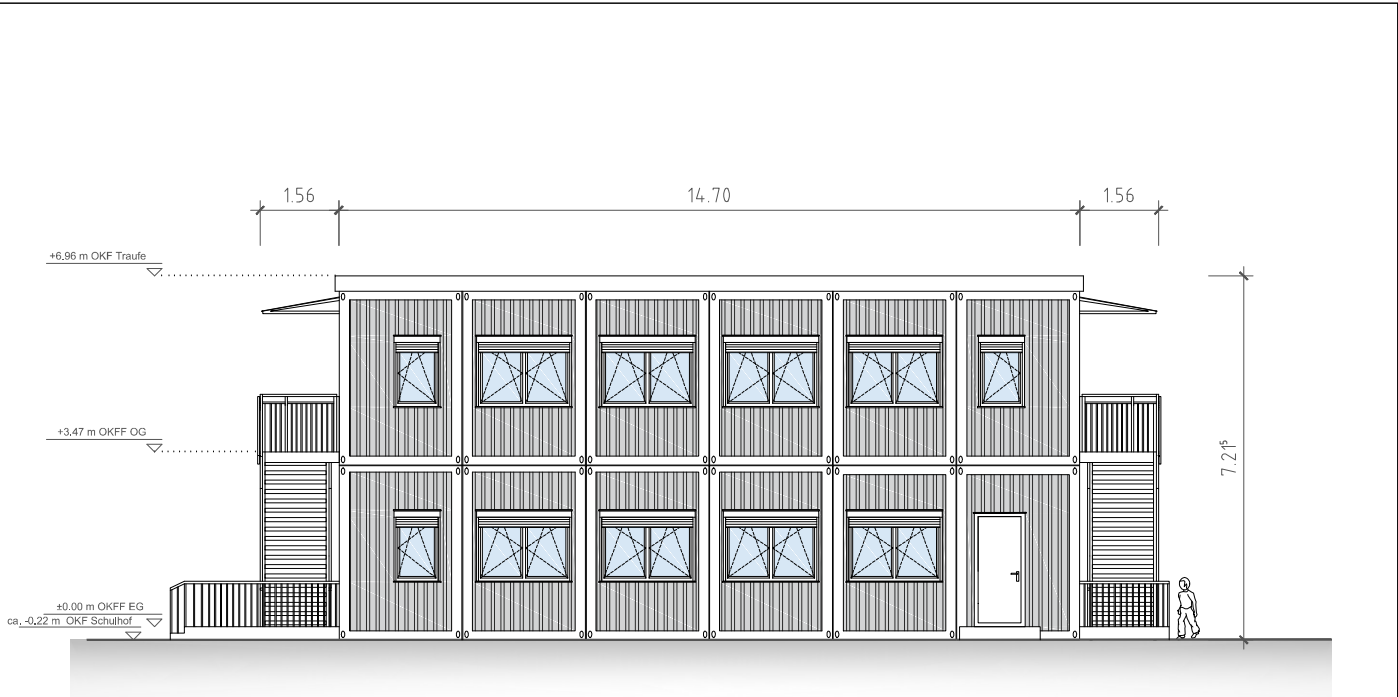 1.56
14.70
1.56
+6.96 m OKF Traufe
+3.47 m OKFF OG
7.21⁵
±0.00 m OKFF EG
ca. -0.22 m OKF Schulhof